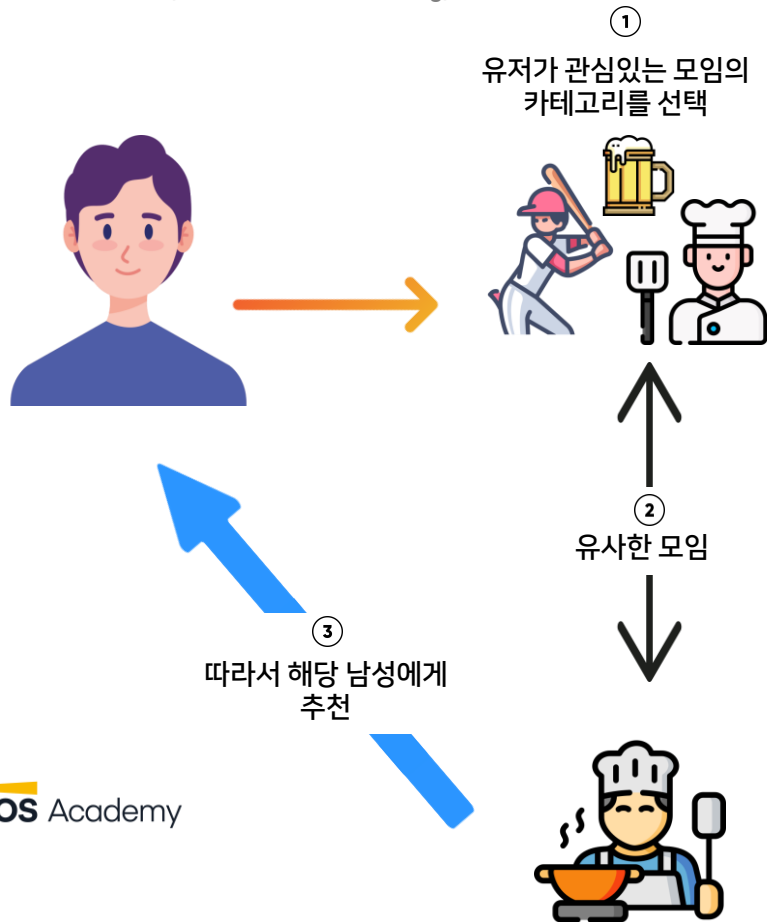 ①
유저가 관심있는 모임의
카테고리를 선택
②
유사한 모임
③
따라서 해당 남성에게
추천
OS Academy